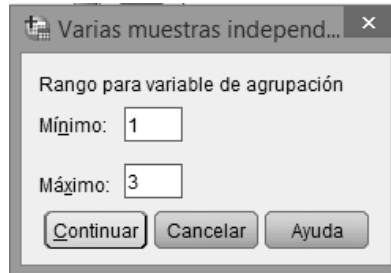 Varias muestras independ...
Rango para variable de agrupación
Mínimo: 1
Máximo: 3
Continuar Cancelar Ayuda